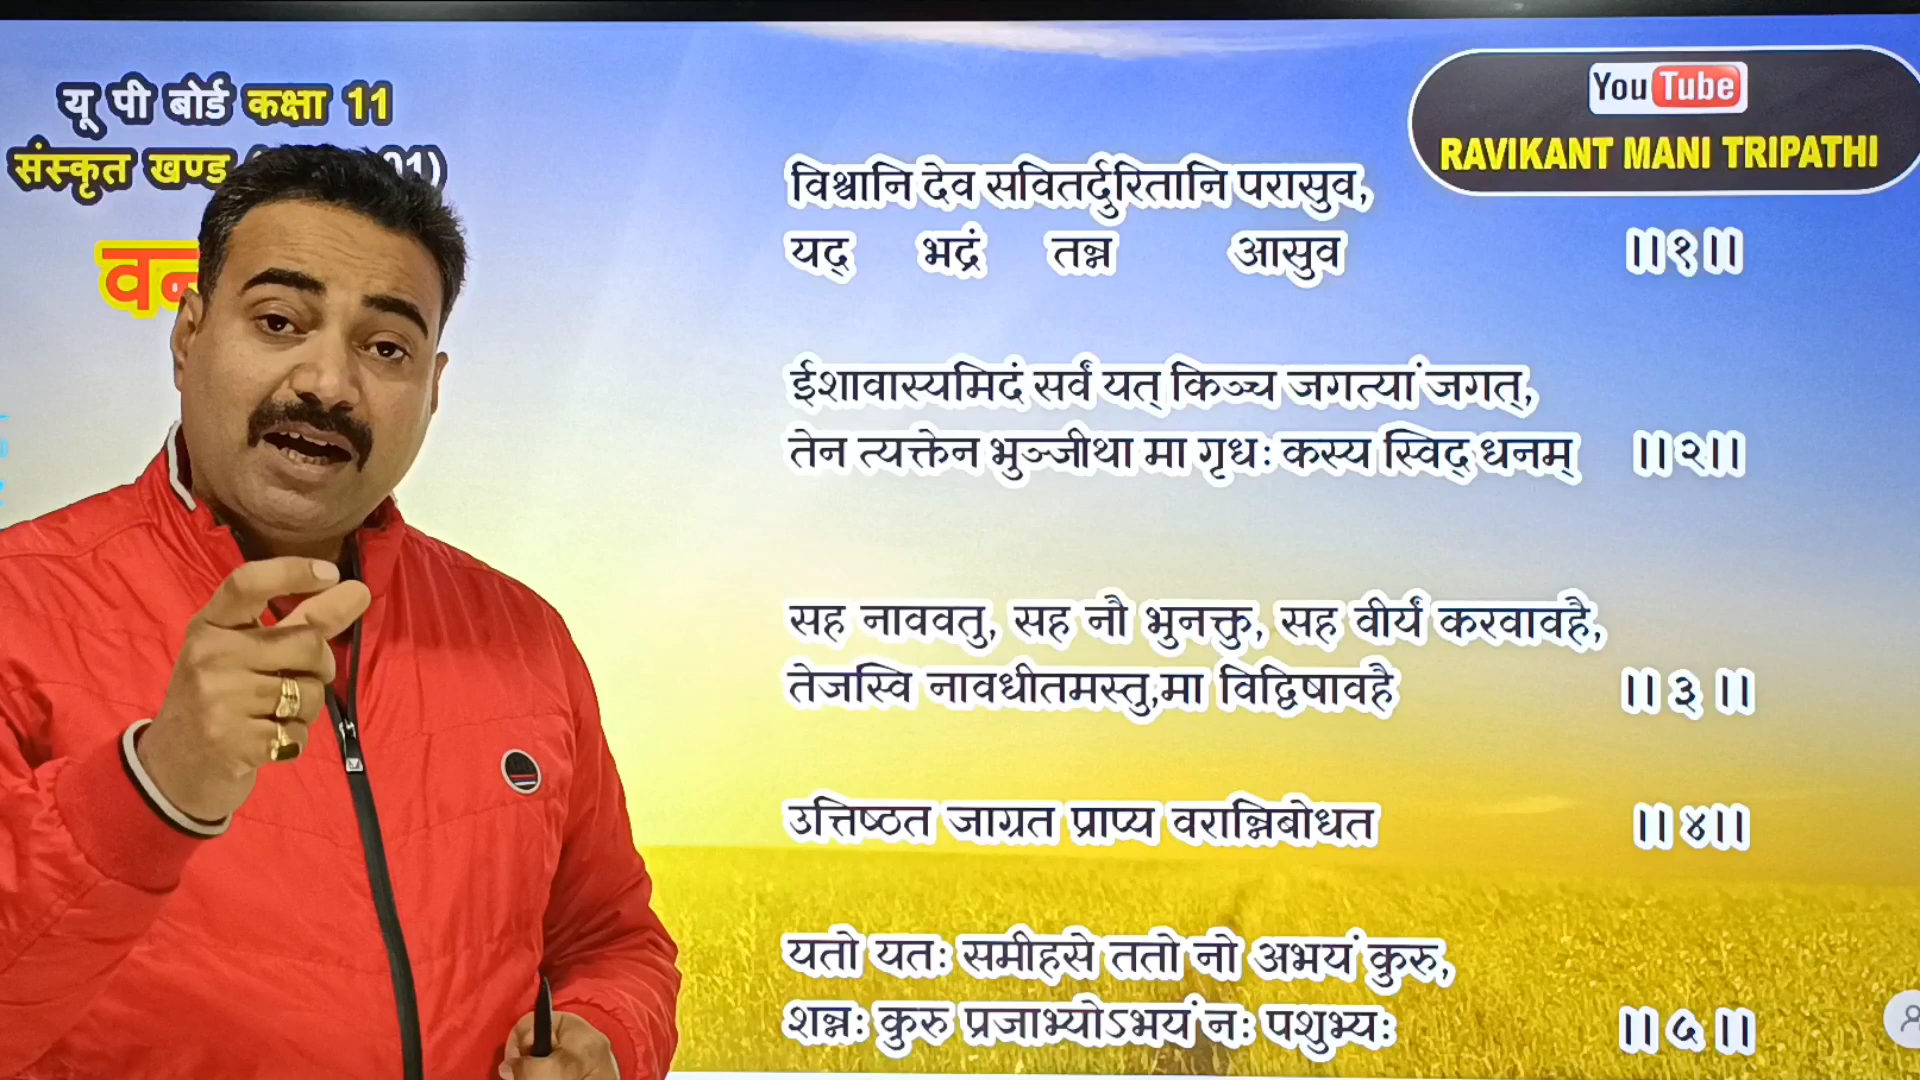 यू पी बोर्ड कक्षा 11
संस्कृत खण्ड
YouTube
RAVIKANT MANI TRIPATHI
विश्वानि देव सवितर्दुरितानि परासुव,
यद् भद्रं तन्न आसुव ॥१॥
ईशावास्यमिदं सर्वं यत् किञ्च जगत्यां जगत्,
तेन त्यक्तेन भुञ्जीथा मा गृधः कस्य स्विद् धनम् ॥२॥
सह नाववतु, सह नौ भुनक्तु, सह वीर्यं करवावहै,
तेजस्वि नावधीतमस्तु,मा विद्विषावहै ॥ ३ ॥
उत्तिष्ठत जाग्रत प्राप्य वरान्निबोधत ॥ ४॥
यतो यतः समीहसे ततो नो अभयं कुरु,
शन्नः कुरु प्रजाभ्योऽभयं नः पशुभ्यः ॥ ५ ॥